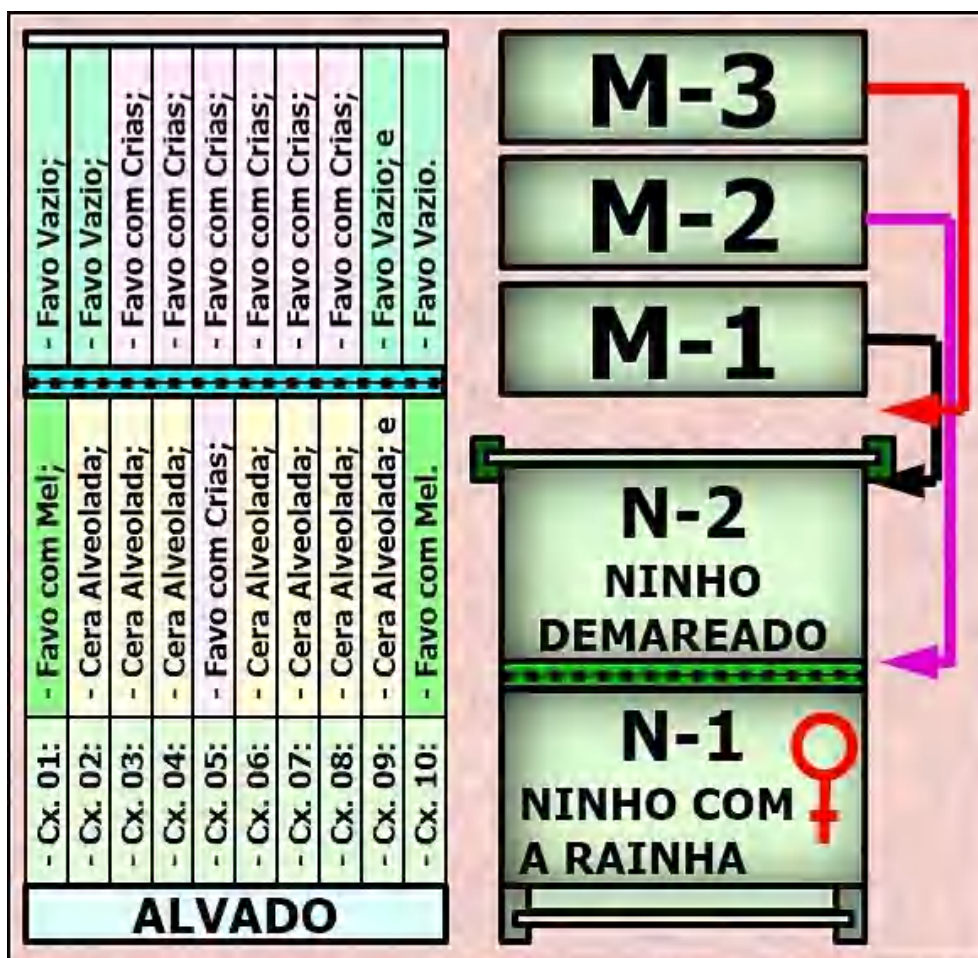 - Favo Vazio;
- Favo Vazio;
- Favo com Crias;
- Favo com Crias;
- Favo com Crias;
- Favo com Crias;
- Favo com Crias;
- Favo com Crias;
- Favo Vazio; e
- Favo Vazio.
- Cx. 01: - Favo com Mel;
- Cx. 02: - Cera Alveolada;
- Cx. 03: - Cera Alveolada;
- Cx. 04: - Cera Alveolada;
- Cx. 05: - Favo com Crias;
- Cx. 06: - Cera Alveolada;
- Cx. 07: - Cera Alveolada;
- Cx. 08: - Cera Alveolada;
- Cx. 09: - Cera Alveolada; e
- Cx. 10: - Favo com Mel.
ALVADO
M-3
M-2
M-1
N-2
NINHO
DEMAREADO
N-1
NINHO COM
A RAINHA